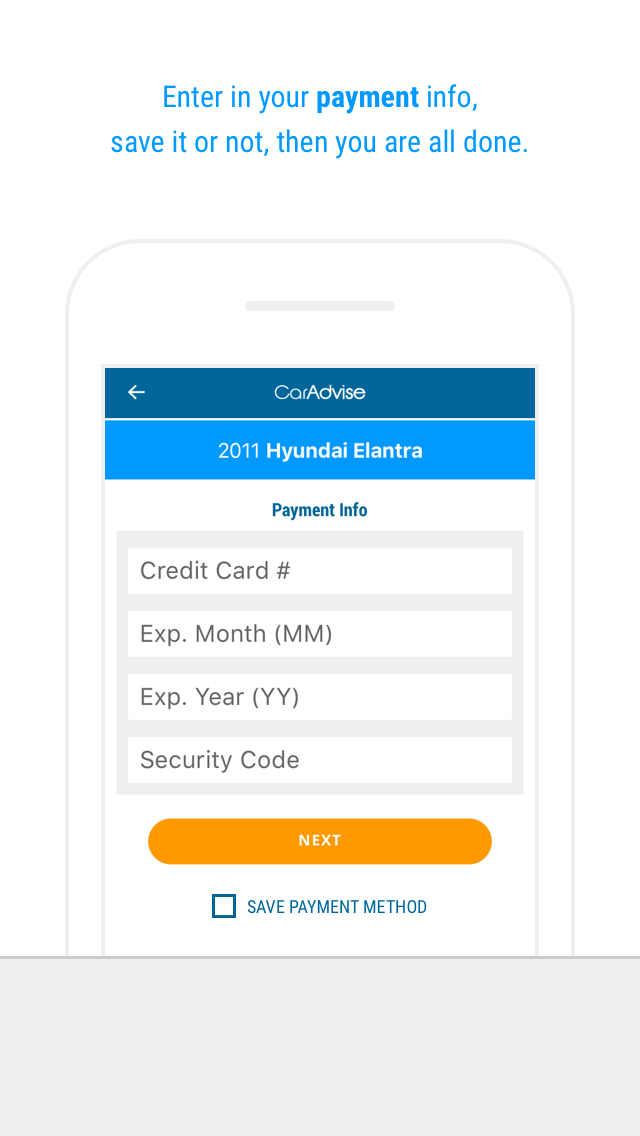 Enter in your payment info,
save it or not, then you are all done.
CarAdvise
2011 Hyundai Elantra
Payment Info
Credit Card #
Exp. Month (MM)
Exp. Year (YY)
Security Code
NEXT
SAVE PAYMENT METHOD